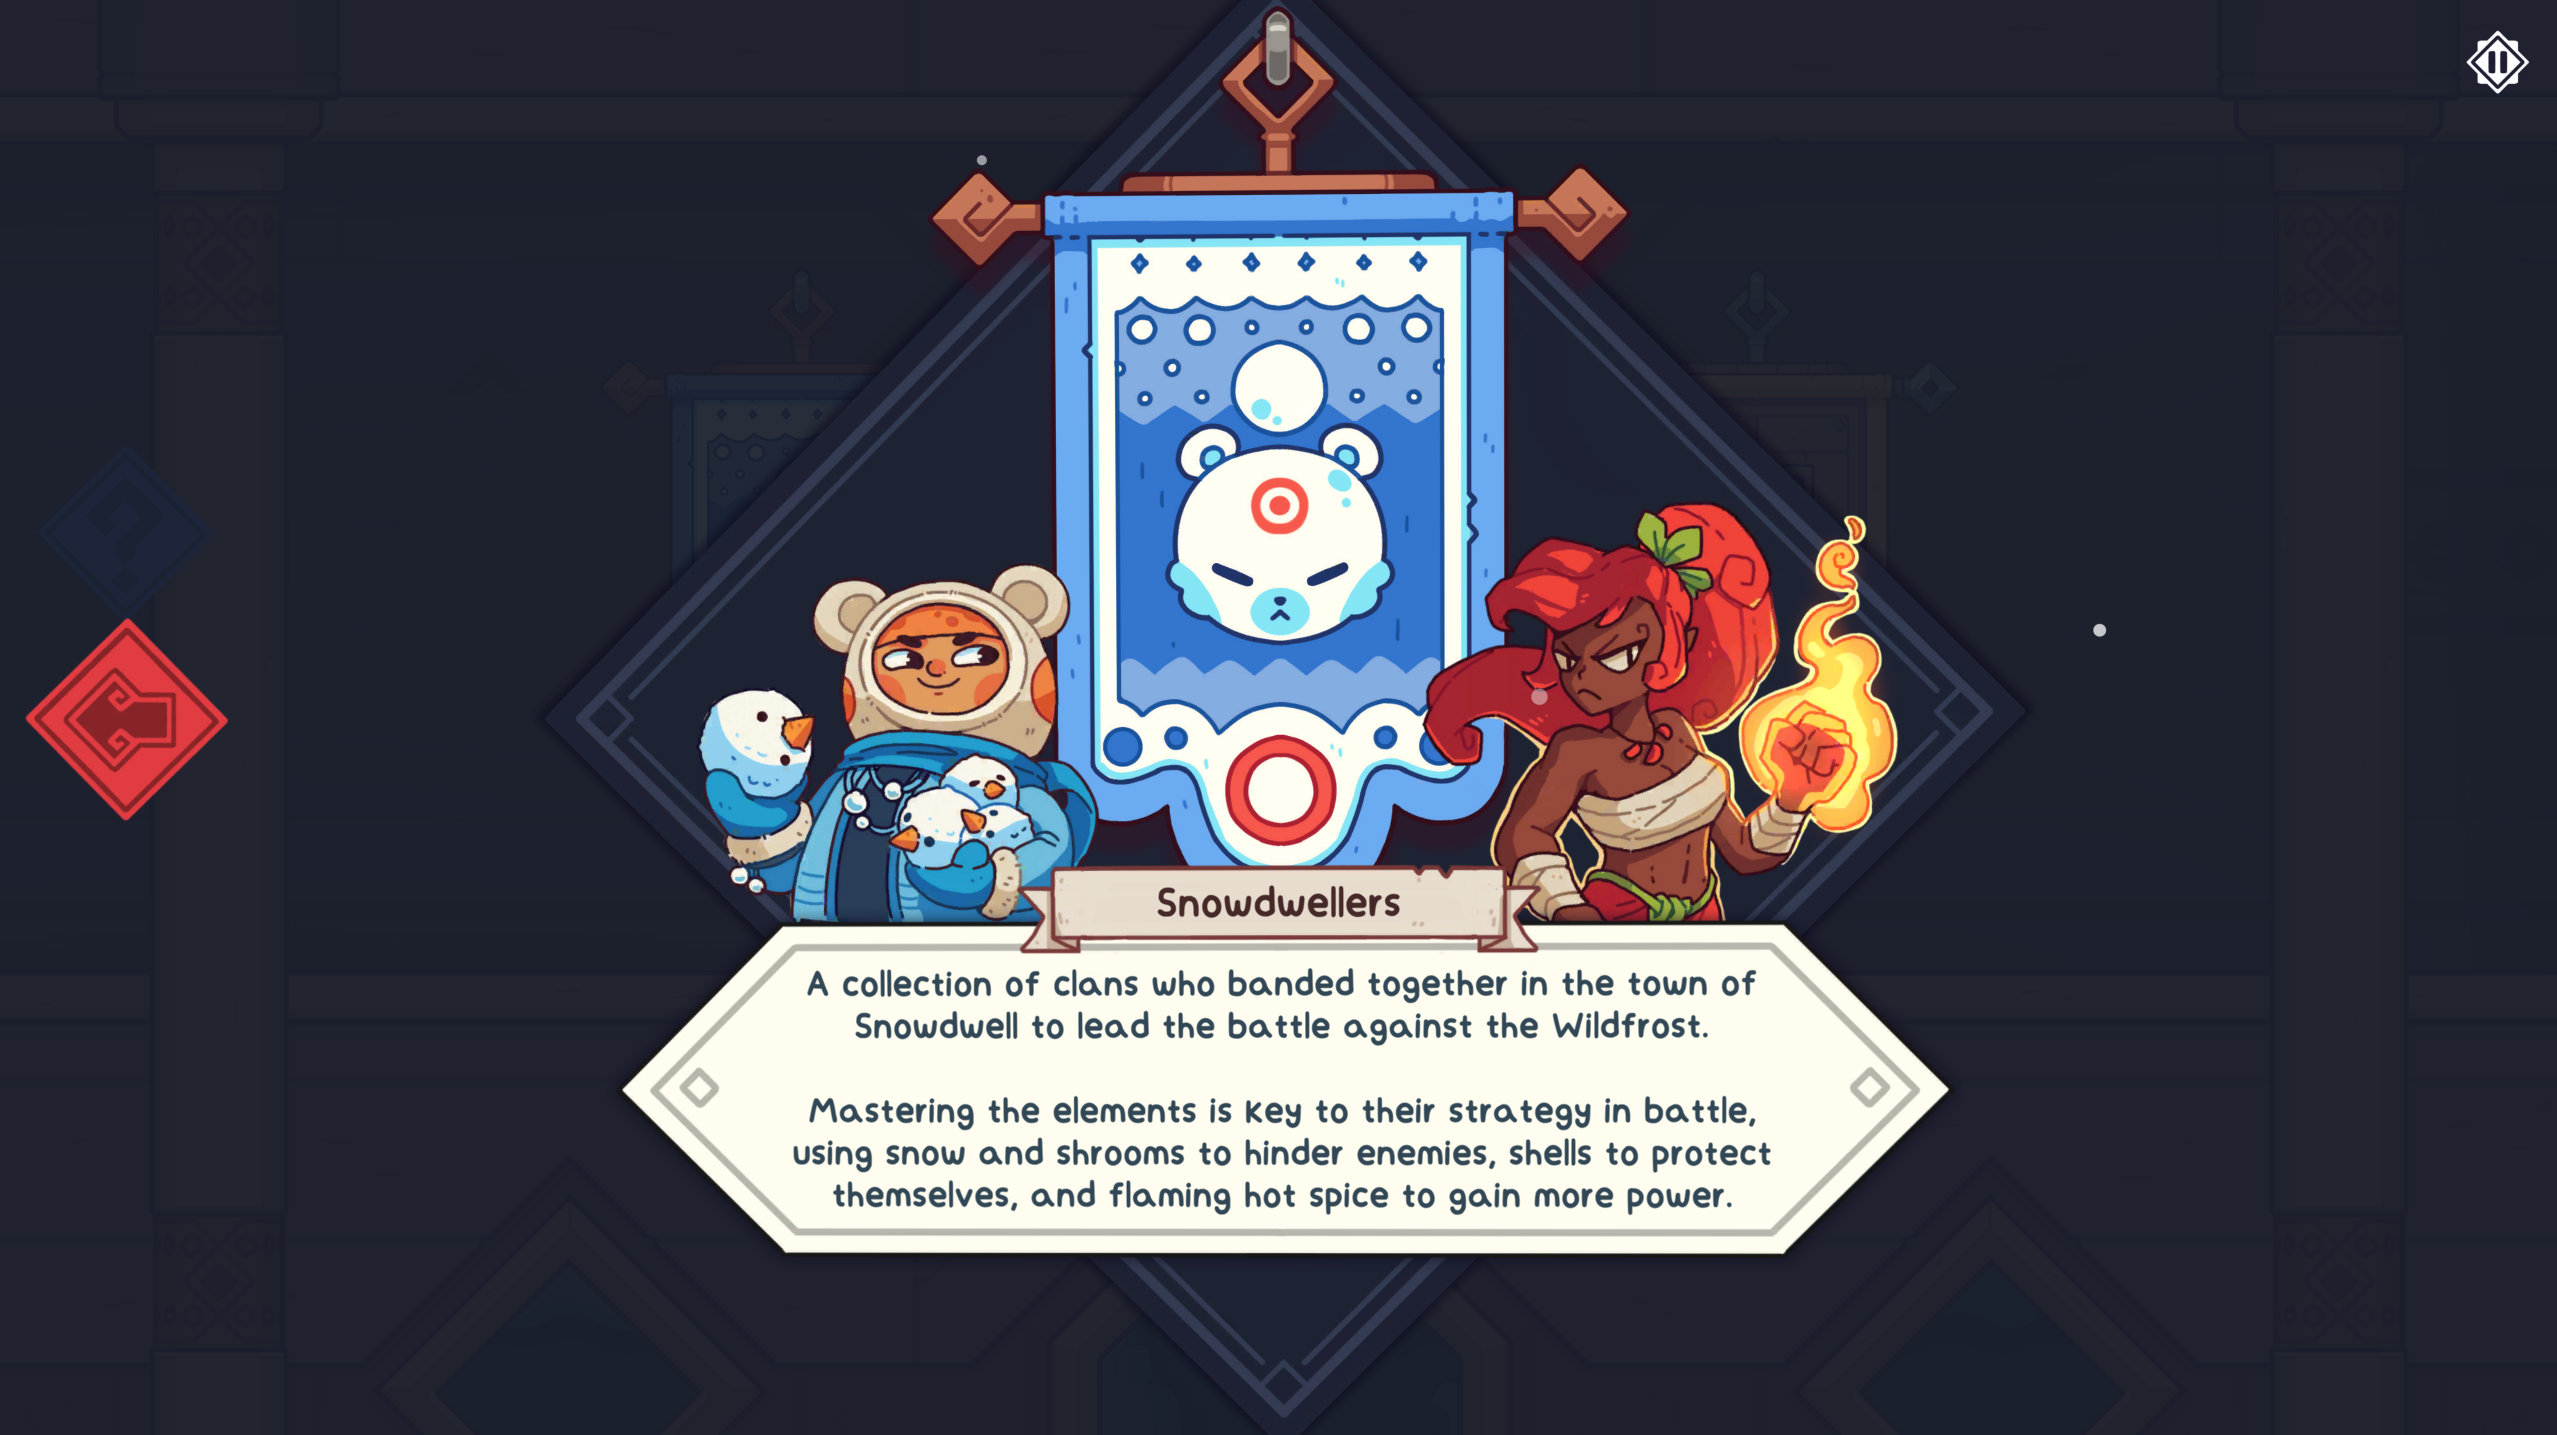 Snowdwellers
A collection of clans who banded together in the town of
Snowdwell to lead the battle against the Wildfrost.
Mastering the elements is key to their strategy in battle,
using snow and shrooms to hinder enemies, shells to protect
themselves, and flaming hot spice to gain more power.